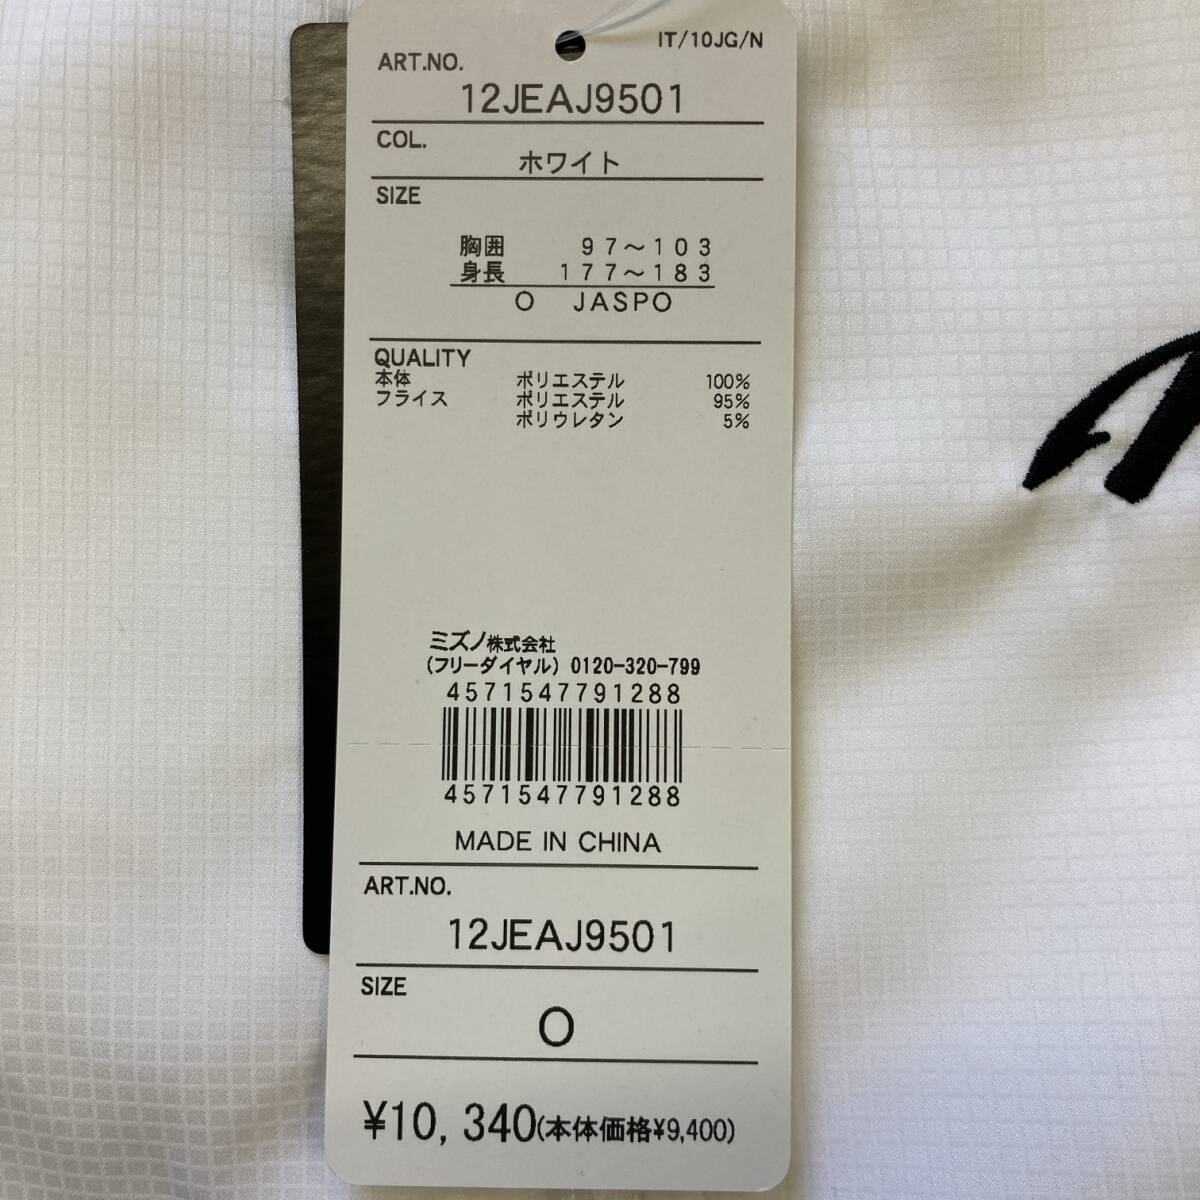 IT/10JG/N
ART.NO.
12JEAJ9501
COL.
ホワイト
SIZE
胸囲 97～103
身長 177～183
O JASPO
QUALITY
本体 ポリエステル 100%
フライス ポリエステル 95%
ポリウレタン 5%
ミズノ株式会社
(フリーダイヤル) 0120-320-799
4571547791288
4571547791288
MADE IN CHINA
ART.NO.
12JEAJ9501
SIZE
O
¥10,340(本体価格¥9,400)